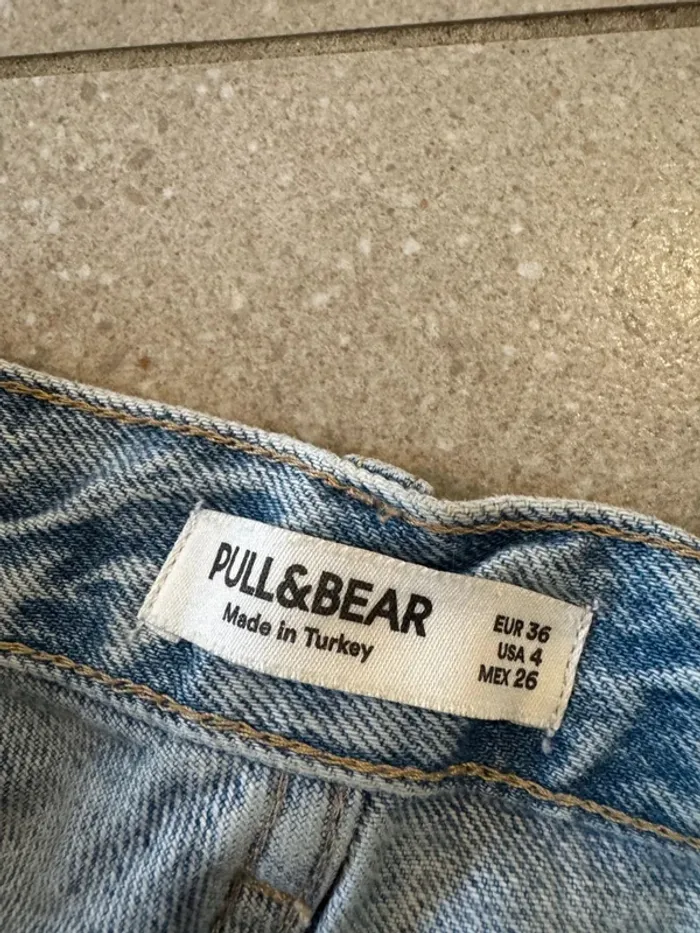 PULL&BEAR
Made in Turkey
EUR 36
USA 4
MEX 26